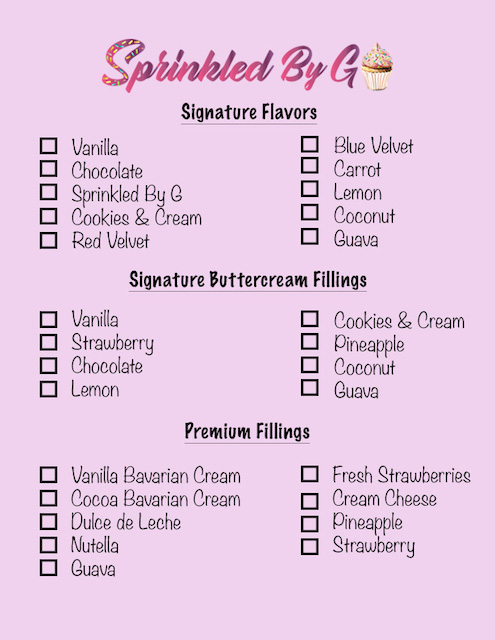 Sprinkled By G
Signature Flavors
Vanilla
Chocolate
Sprinkled By G
Cookies & Cream
Red Velvet
Blue Velvet
Carrot
Lemon
Coconut
Guava
Signature Buttercream Fillings
Vanilla
Strawberry
Chocolate
Lemon
Cookies & Cream
Pineapple
Coconut
Guava
Premium Fillings
Vanilla Bavarian Cream
Cocoa Bavarian Cream
Dulce de Leche
Nutella
Guava
Fresh Strawberries
Cream Cheese
Pineapple
Strawberry